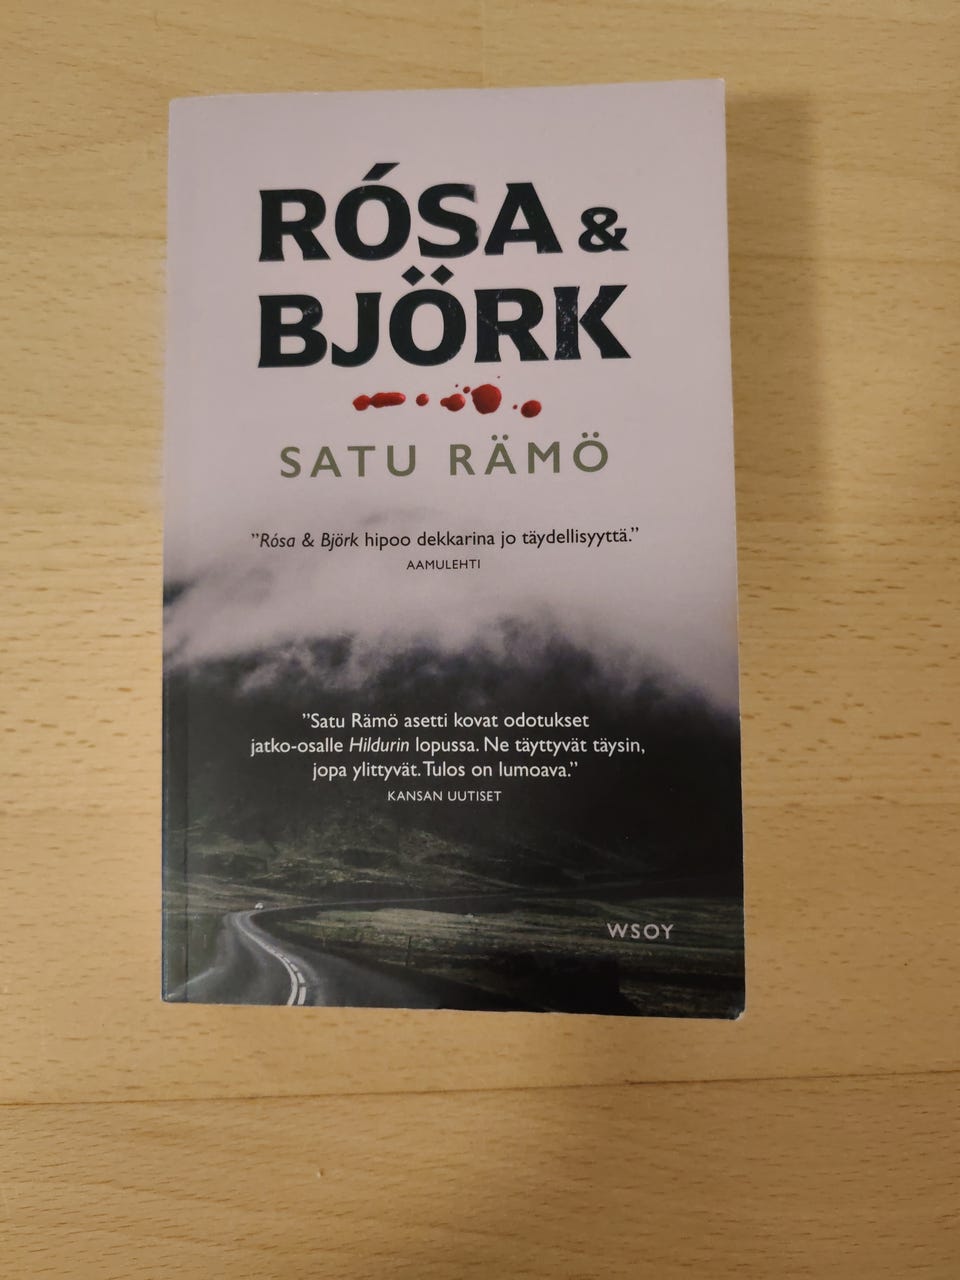 RÓSA &
BJÖRK
SATU RÄMÖ
”Rósa & Björk hipoo dekkarina jo täydellisyyttä.”
AAMULEHTI
”Satu Rämö asetti kovat odotukset
jatko-osalle Hildurin lopussa. Ne täyttyvät täysin,
jopa ylittyvät. Tulos on lumoava.”
KANSAN UUTISET
WSOY